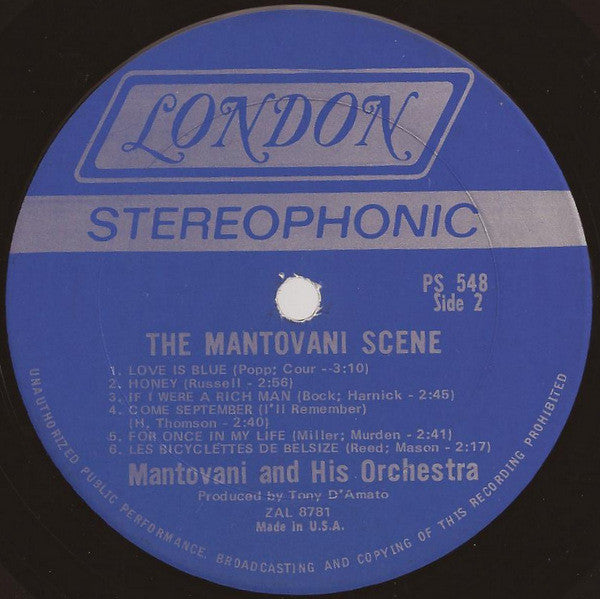 LONDON
STEREOPHONIC
PS 548
Side 2
THE MANTOVANI SCENE
1. LOVE IS BLUE (Popp; Cour --3:10)
2. HONEY (Russell - 2:56)
3. IF I WERE A RICH MAN (Bock; Harnick - 2:45)
4. COME SEPTEMBER (I'll Remember)
(H. Thomson - 2:40)
5. FOR ONCE IN MY LIFE (Miller; Murden - 2:41)
6. LES BICYCLETTES DE BELSIZE (Reed; Mason - 2:17)
Mantovani and His Orchestra
Produced by Tony D'Amato
ZAL 8781
Made in U.S.A.
UNAUTHORIZED PUBLIC PERFORMANCE, BROADCASTING AND COPYING OF THIS RECORDING PROHIBITED